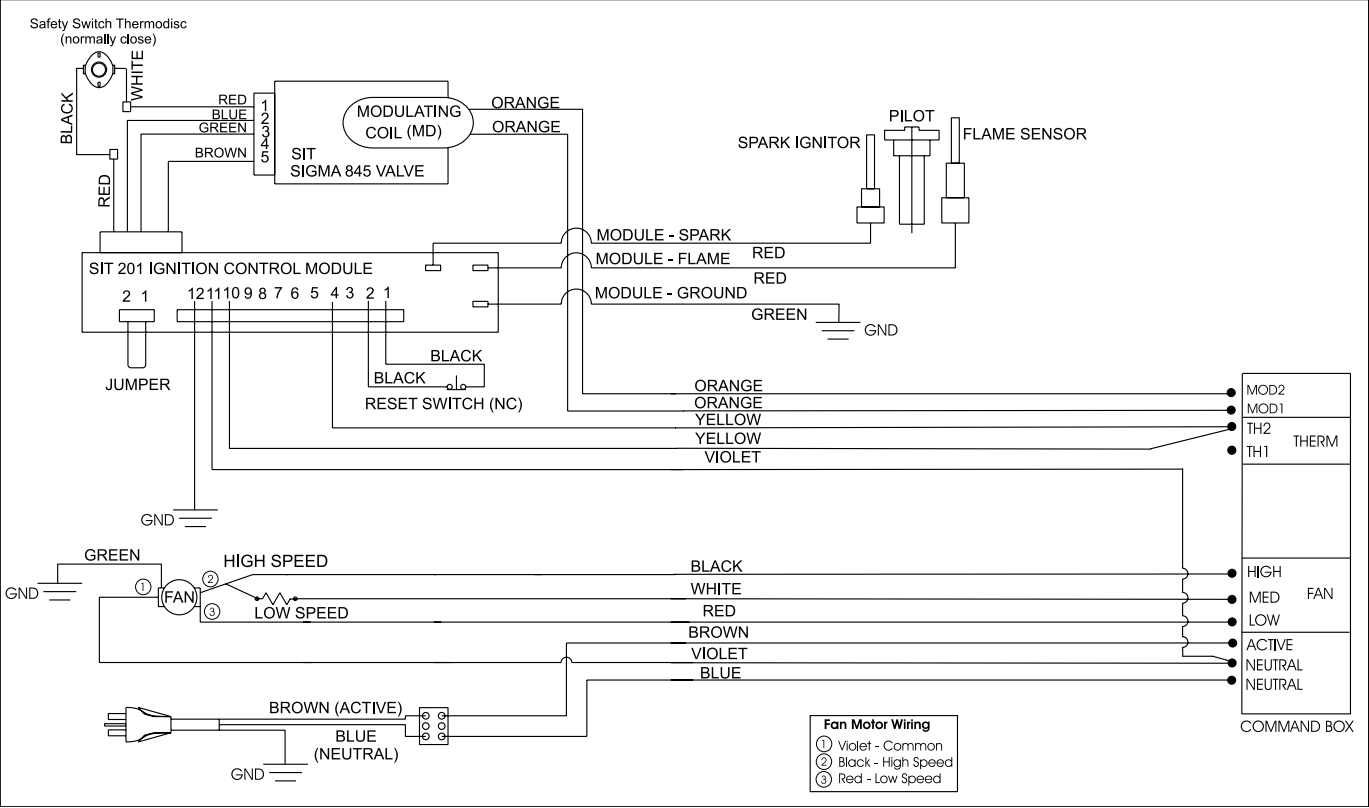 Safety Switch Thermodisc
(normally close)
WHITE
BLACK
RED
RED
BLUE
GREEN
BROWN
1
2
3
4
5
MODULATING
COIL (MD)
SIT
SIGMA 845 VALVE
ORANGE
ORANGE
SPARK IGNITOR
PILOT
FLAME SENSOR
MODULE - SPARK
RED
MODULE - FLAME
RED
MODULE - GROUND
GREEN
GND
SIT 201 IGNITION CONTROL MODULE
2 1
12 11 10 9 8 7 6 5 4 3 2 1
JUMPER
BLACK
BLACK
RESET SWITCH (NC)
ORANGE
ORANGE
YELLOW
YELLOW
VIOLET
MOD2
MOD1
TH2
THERM
TH1
GND
GREEN
GND
1
FAN
2
3
HIGH SPEED
LOW SPEED
BLACK
WHITE
RED
BROWN
VIOLET
BLUE
HIGH
MED
FAN
LOW
ACTIVE
NEUTRAL
NEUTRAL
COMMAND BOX
BROWN (ACTIVE)
BLUE
(NEUTRAL)
GND
Fan Motor Wiring
1 Violet - Common
2 Black - High Speed
3 Red - Low Speed